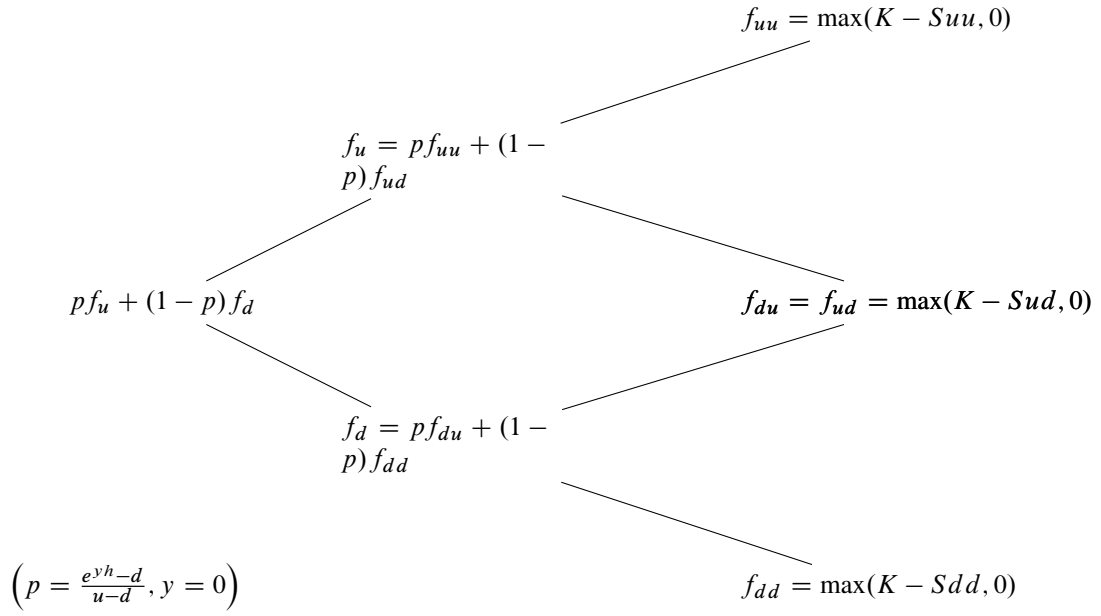 f_{uu} = max(K − Suu, 0)
f_u = pf_{uu} + (1 −
p)f_{ud}
pf_u + (1 − p)f_d
f_{du} = f_{ud} = max(K − Sud, 0)
f_d = pf_{du} + (1 −
p)f_{dd}
(p = \frac{e^{yh}−d}{u−d}, y = 0)
f_{dd} = max(K − Sdd, 0)